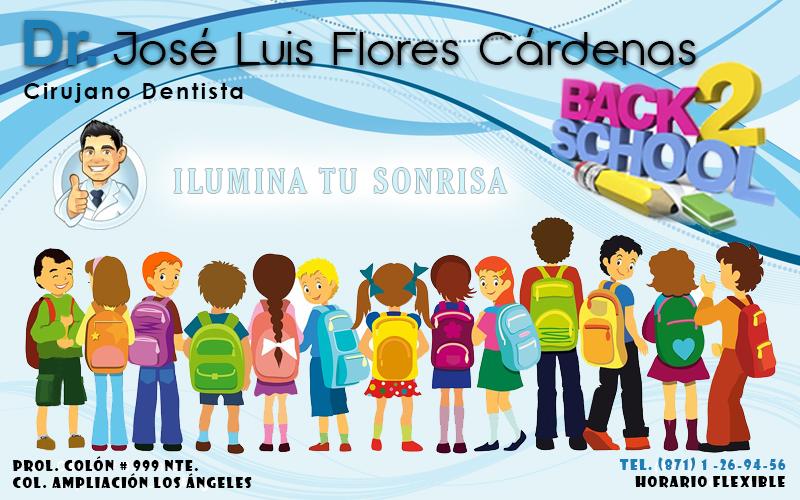 Dr. José Luis Flores Cárdenas
Cirujano Dentista
BACK 2
SCHOOL
ILUMINA TU SONRISA
PROL. COLÓN # 999 NTE.
COL. AMPLIACIÓN LOS ÁNGELES
TEL. (871) 1 -26-94-56
HORARIO FLEXIBLE